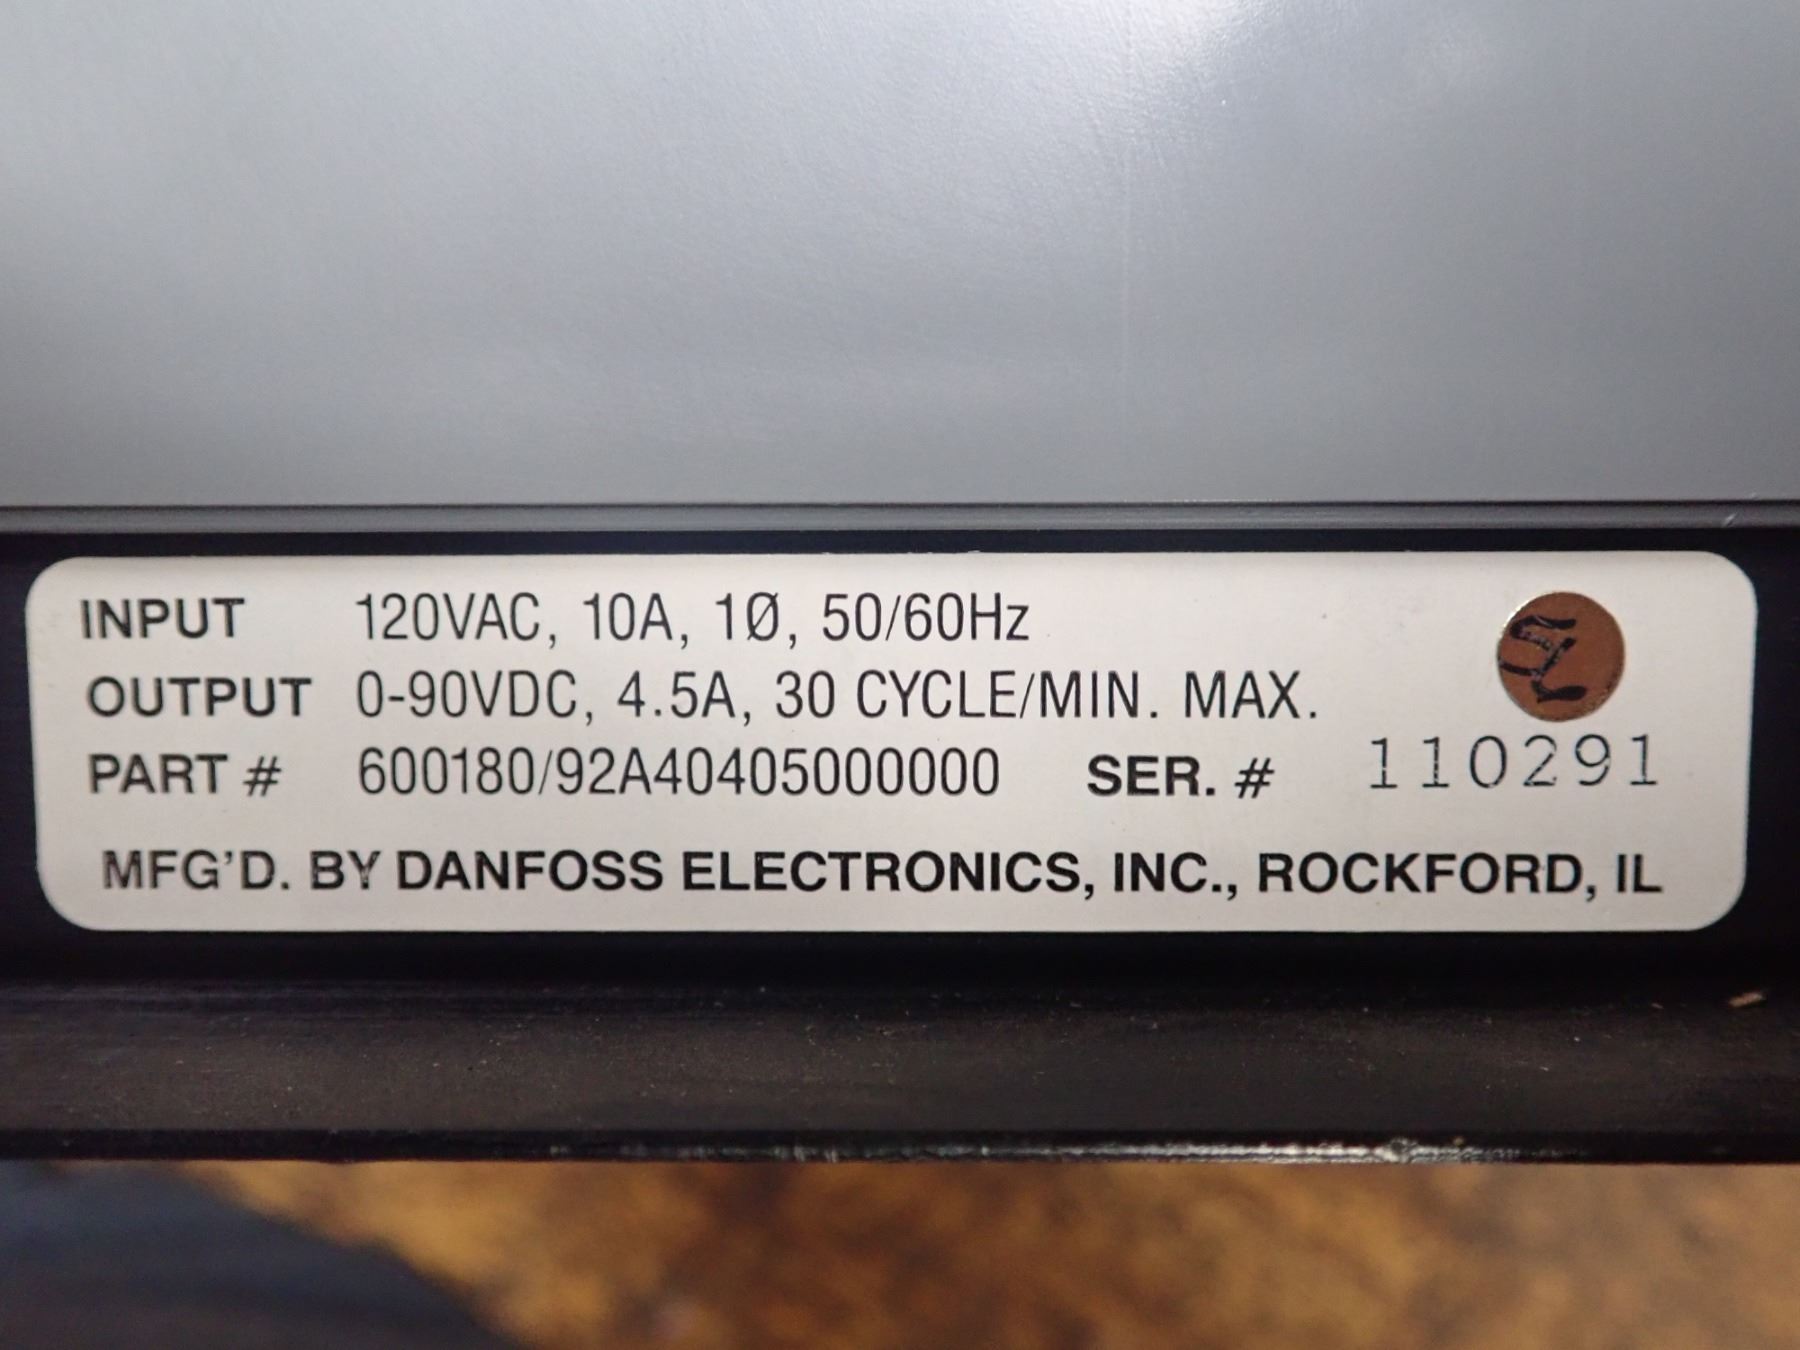 INPUT 120VAC, 10A, 1Ø, 50/60Hz
OUTPUT 0-90VDC, 4.5A, 30 CYCLE/MIN. MAX.
PART # 600180/92A40405000000 SER. # 110291
MFG'D. BY DANFOSS ELECTRONICS, INC., ROCKFORD, IL